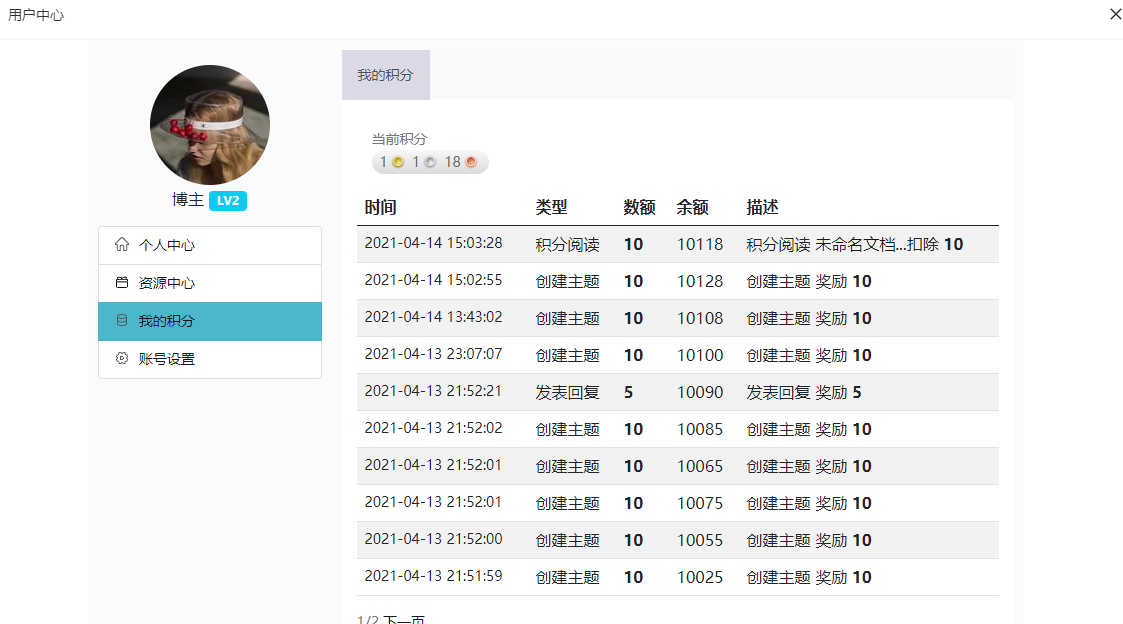 用户中心
博主 LV2
个人中心
资源中心
我的积分
账号设置
我的积分
当前积分
1 1 18
时间 类型 数额 余额 描述
2021-04-14 15:03:28 积分阅读 10 10118 积分阅读 未命名文档...扣除 10
2021-04-14 15:02:55 创建主题 10 10128 创建主题 奖励 10
2021-04-14 13:43:02 创建主题 10 10108 创建主题 奖励 10
2021-04-13 23:07:07 创建主题 10 10100 创建主题 奖励 10
2021-04-13 21:52:21 发表回复 5 10090 发表回复 奖励 5
2021-04-13 21:52:02 创建主题 10 10085 创建主题 奖励 10
2021-04-13 21:52:01 创建主题 10 10065 创建主题 奖励 10
2021-04-13 21:52:01 创建主题 10 10075 创建主题 奖励 10
2021-04-13 21:52:00 创建主题 10 10055 创建主题 奖励 10
2021-04-13 21:51:59 创建主题 10 10025 创建主题 奖励 10
1/2 下一页